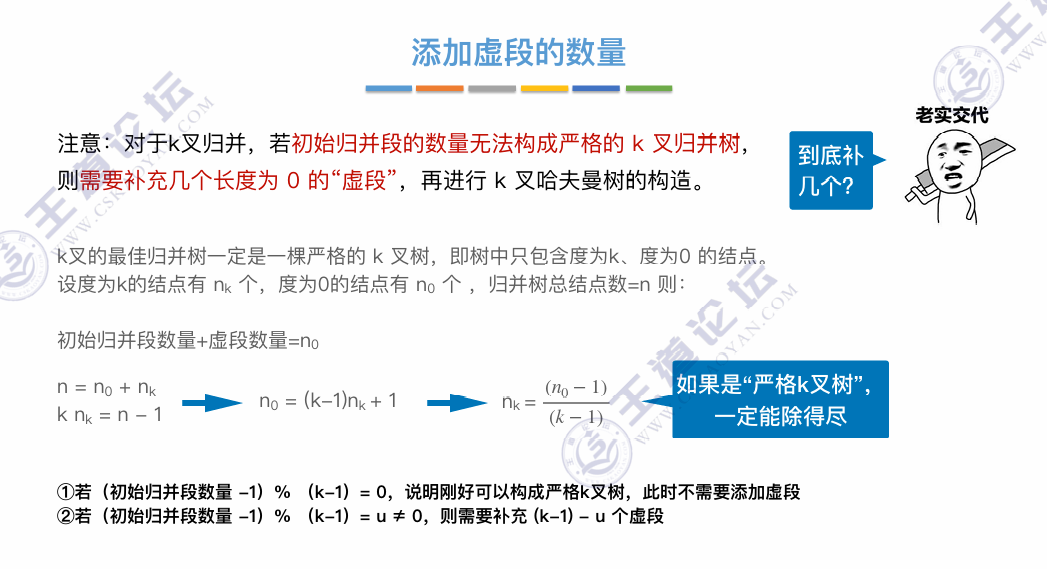 添加虚段的数量
注意：对于k叉归并，若初始归并段的数量无法构成严格的 k 叉归并树，
则需要补充几个长度为 0 的“虚段”，再进行 k 叉哈夫曼树的构造。
到底补
几个？
老实交代
k叉的最佳归并树一定是一棵严格的 k 叉树，即树中只包含度为k、度为0 的结点。
设度为k的结点有 nk 个，度为0的结点有 n0 个 ，归并树总结点数=n 则：
初始归并段数量+虚段数量=n0
n = n0 + nk
k nk = n – 1
n0 = (k–1)nk + 1
nk = (n0 − 1)
(k − 1)
如果是“严格k叉树”，
一定能除得尽
①若（初始归并段数量 –1）% （k–1）= 0，说明刚好可以构成严格k叉树，此时不需要添加虚段
②若（初始归并段数量 –1）% （k–1）= u ≠ 0，则需要补充 (k–1) – u 个虚段
王道论坛
WWW.CSKAOYAN.COM